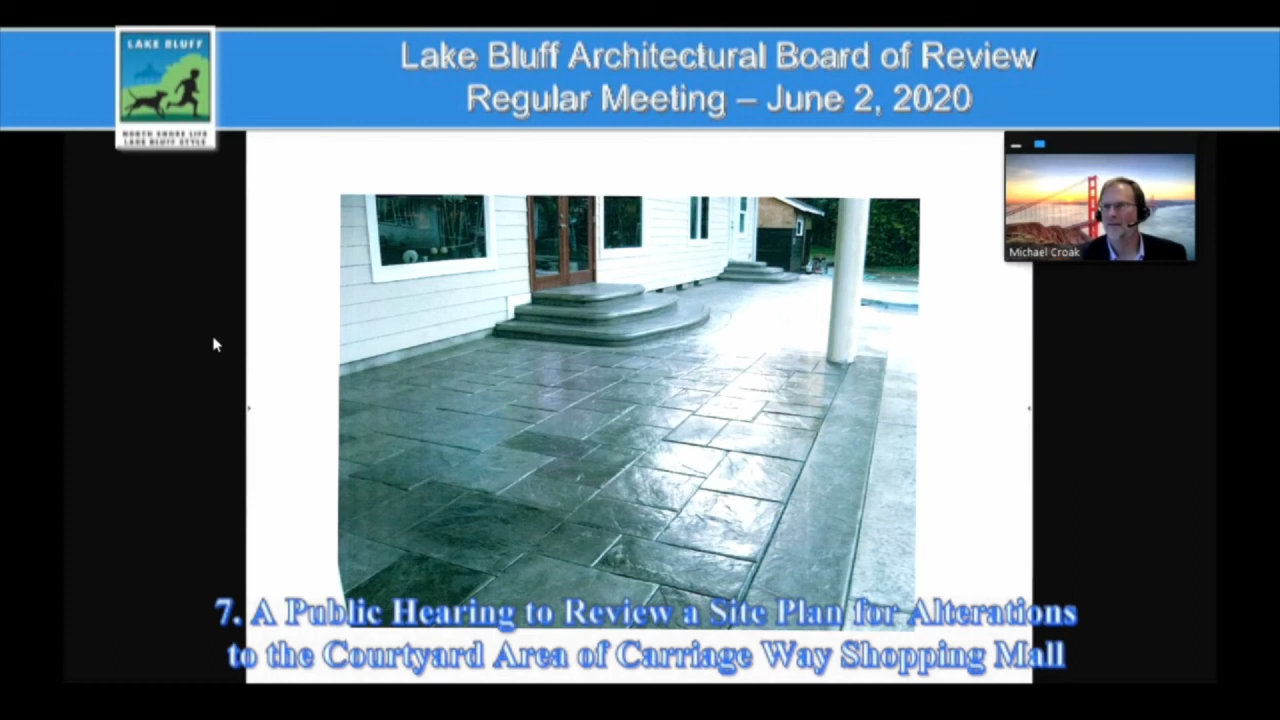 LAKE BLUFF
NORTH SHORE LIFE
LAKE BLUFF STYLE
Lake Bluff Architectural Board of Review
Regular Meeting – June 2, 2020
Michael Croak
7. A Public Hearing to Review a Site Plan for Alterations
to the Courtyard Area of Carriage Way Shopping Mall